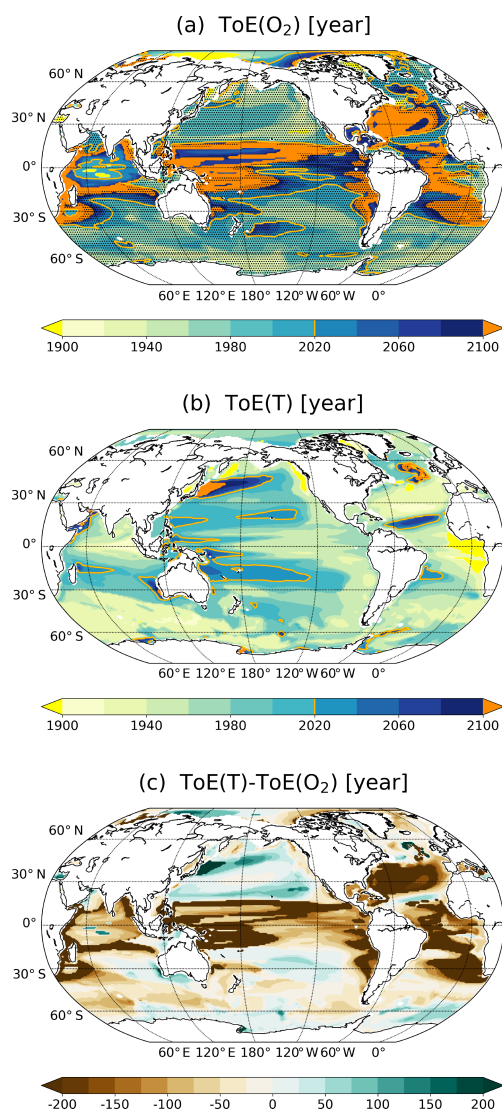 (a) ToE(O₂) [year]
60° N
30° N
0°
30° S
60° S
60° E 120° E 180° 120° W 60° W 0°
1900 1940 1980 2020 2060 2100
(b) ToE(T) [year]
60° N
30° N
0°
30° S
60° S
60° E 120° E 180° 120° W 60° W 0°
1900 1940 1980 2020 2060 2100
(c) ToE(T)-ToE(O₂) [year]
60° N
30° N
0°
30° S
60° S
60° E 120° E 180° 120° W 60° W 0°
-200 -150 -100 -50 0 50 100 150 200